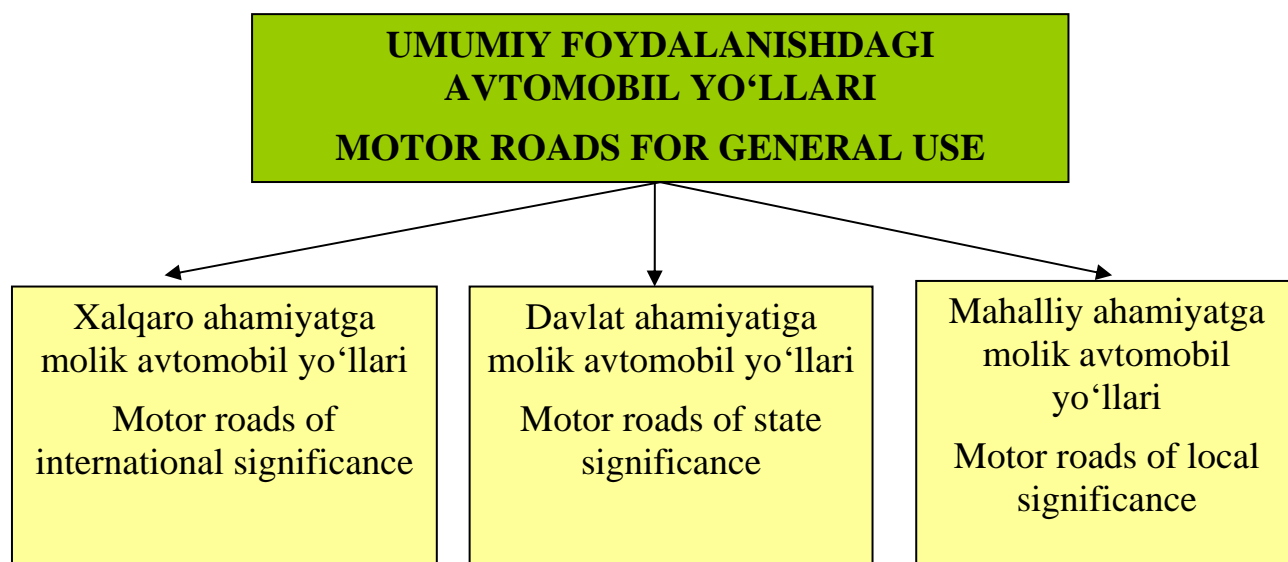 UMUMIY FOYDALANISHDAGI
AVTOMOBIL YO‘LLARI
MOTOR ROADS FOR GENERAL USE
Xalqaro ahamiyatga
molik avtomobil yo‘llari
Motor roads of
international significance
Davlat ahamiyatiga
molik avtomobil yo‘llari
Motor roads of state
significance
Mahalliy ahamiyatga
molik avtomobil
yo‘llari
Motor roads of local
significance